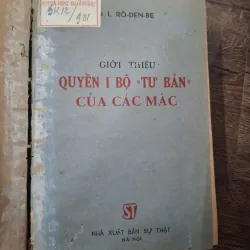 I. RÔ-DEN-BE
GIỚI THIỆU
QUYỀN I BỘ «TƯ BẢN»
CỦA CÁC MÁC
ST
NHÀ XUẤT BẢN SỰ THẬT
HÀ NỘI